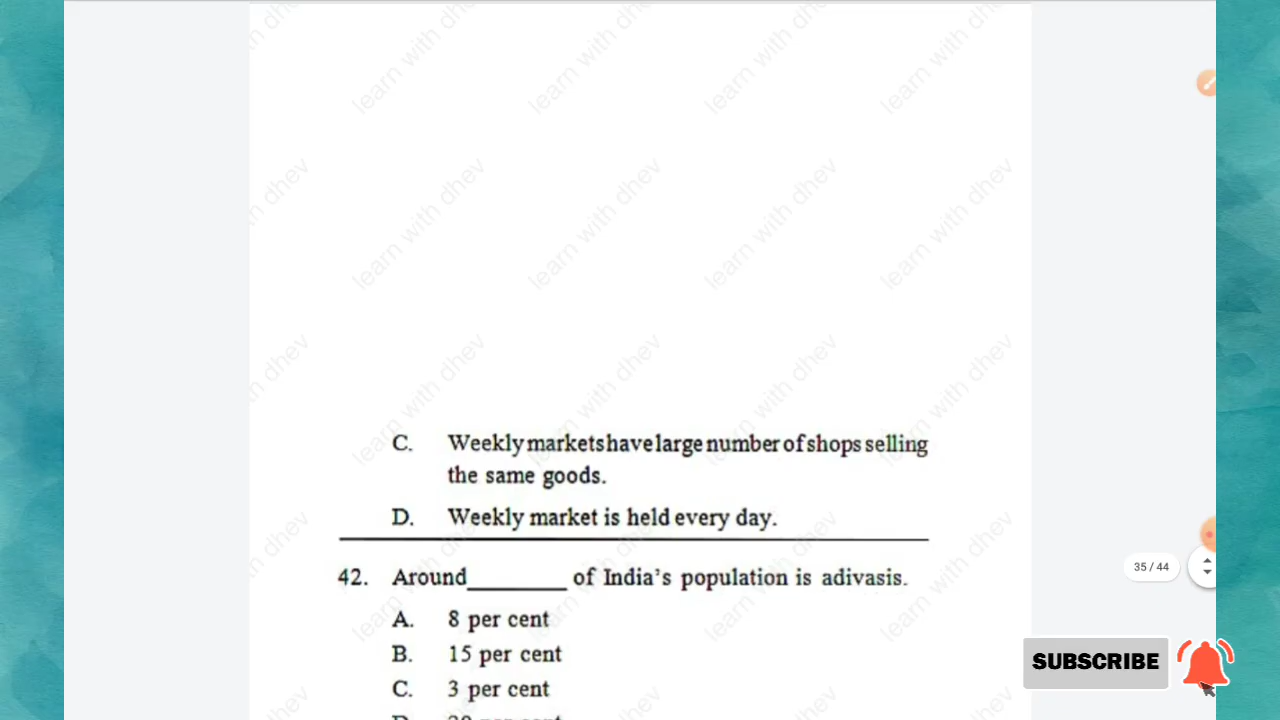 learn with dhev
C. Weekly markets have large number of shops selling
the same goods.
D. Weekly market is held every day.
42. Around________ of India's population is adivasis.
A. 8 per cent
B. 15 per cent
C. 3 per cent
35 / 44
SUBSCRIBE